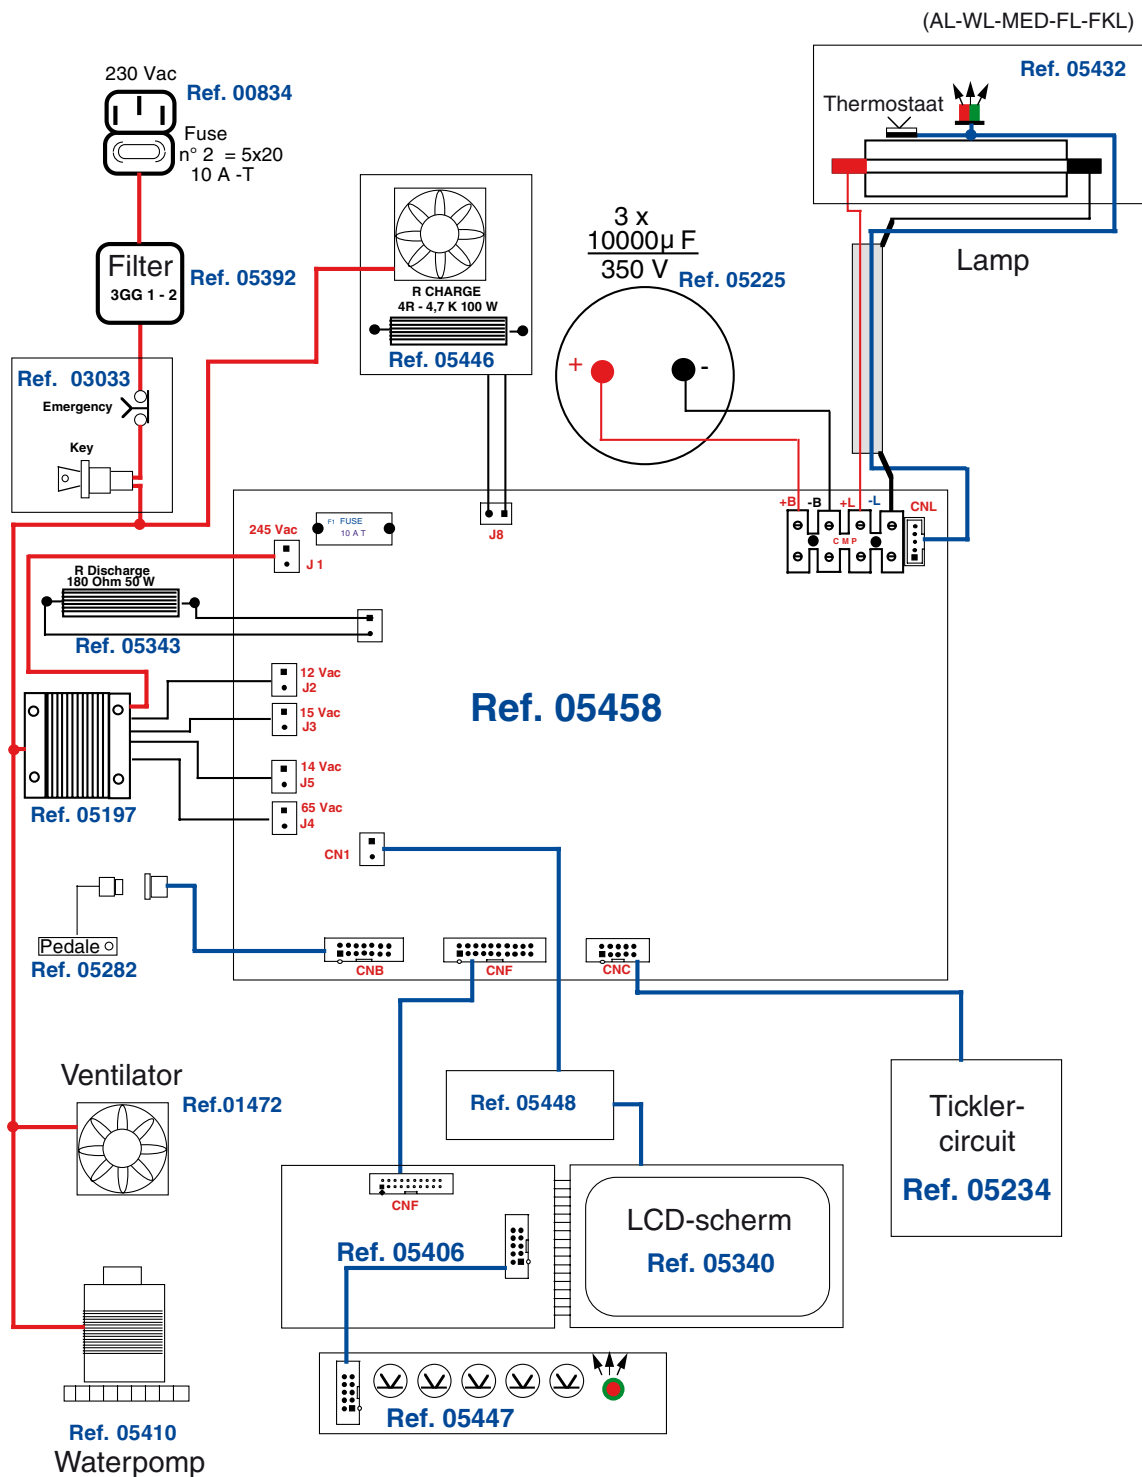 (AL-WL-MED-FL-FKL)
230 Vac
Ref. 00834
Fuse
n° 2 = 5x20
10 A -T
Ref. 05432
Thermostaat
Lamp
Filter
3GG 1 - 2
Ref. 05392
R CHARGE
4R - 4,7 K 100 W
Ref. 05446
3 x
10000µ F
350 V
Ref. 05225
+
-
Ref. 03033
Emergency
Key
+B
-B
+L
-L
CNL
C M P
245 Vac
J 1
F1 FUSE
10 A T
J8
R Discharge
180 Ohm 50 W
Ref. 05343
12 Vac
J2
15 Vac
J3
14 Vac
J5
65 Vac
J4
Ref. 05458
Ref. 05197
CN1
Pedale
Ref. 05282
CNB
CNF
CNC
Ventilator
Ref.01472
Ref. 05448
Tickler-
circuit
Ref. 05234
CNF
Ref. 05406
LCD-scherm
Ref. 05340
Ref. 05447
Ref. 05410
Waterpomp